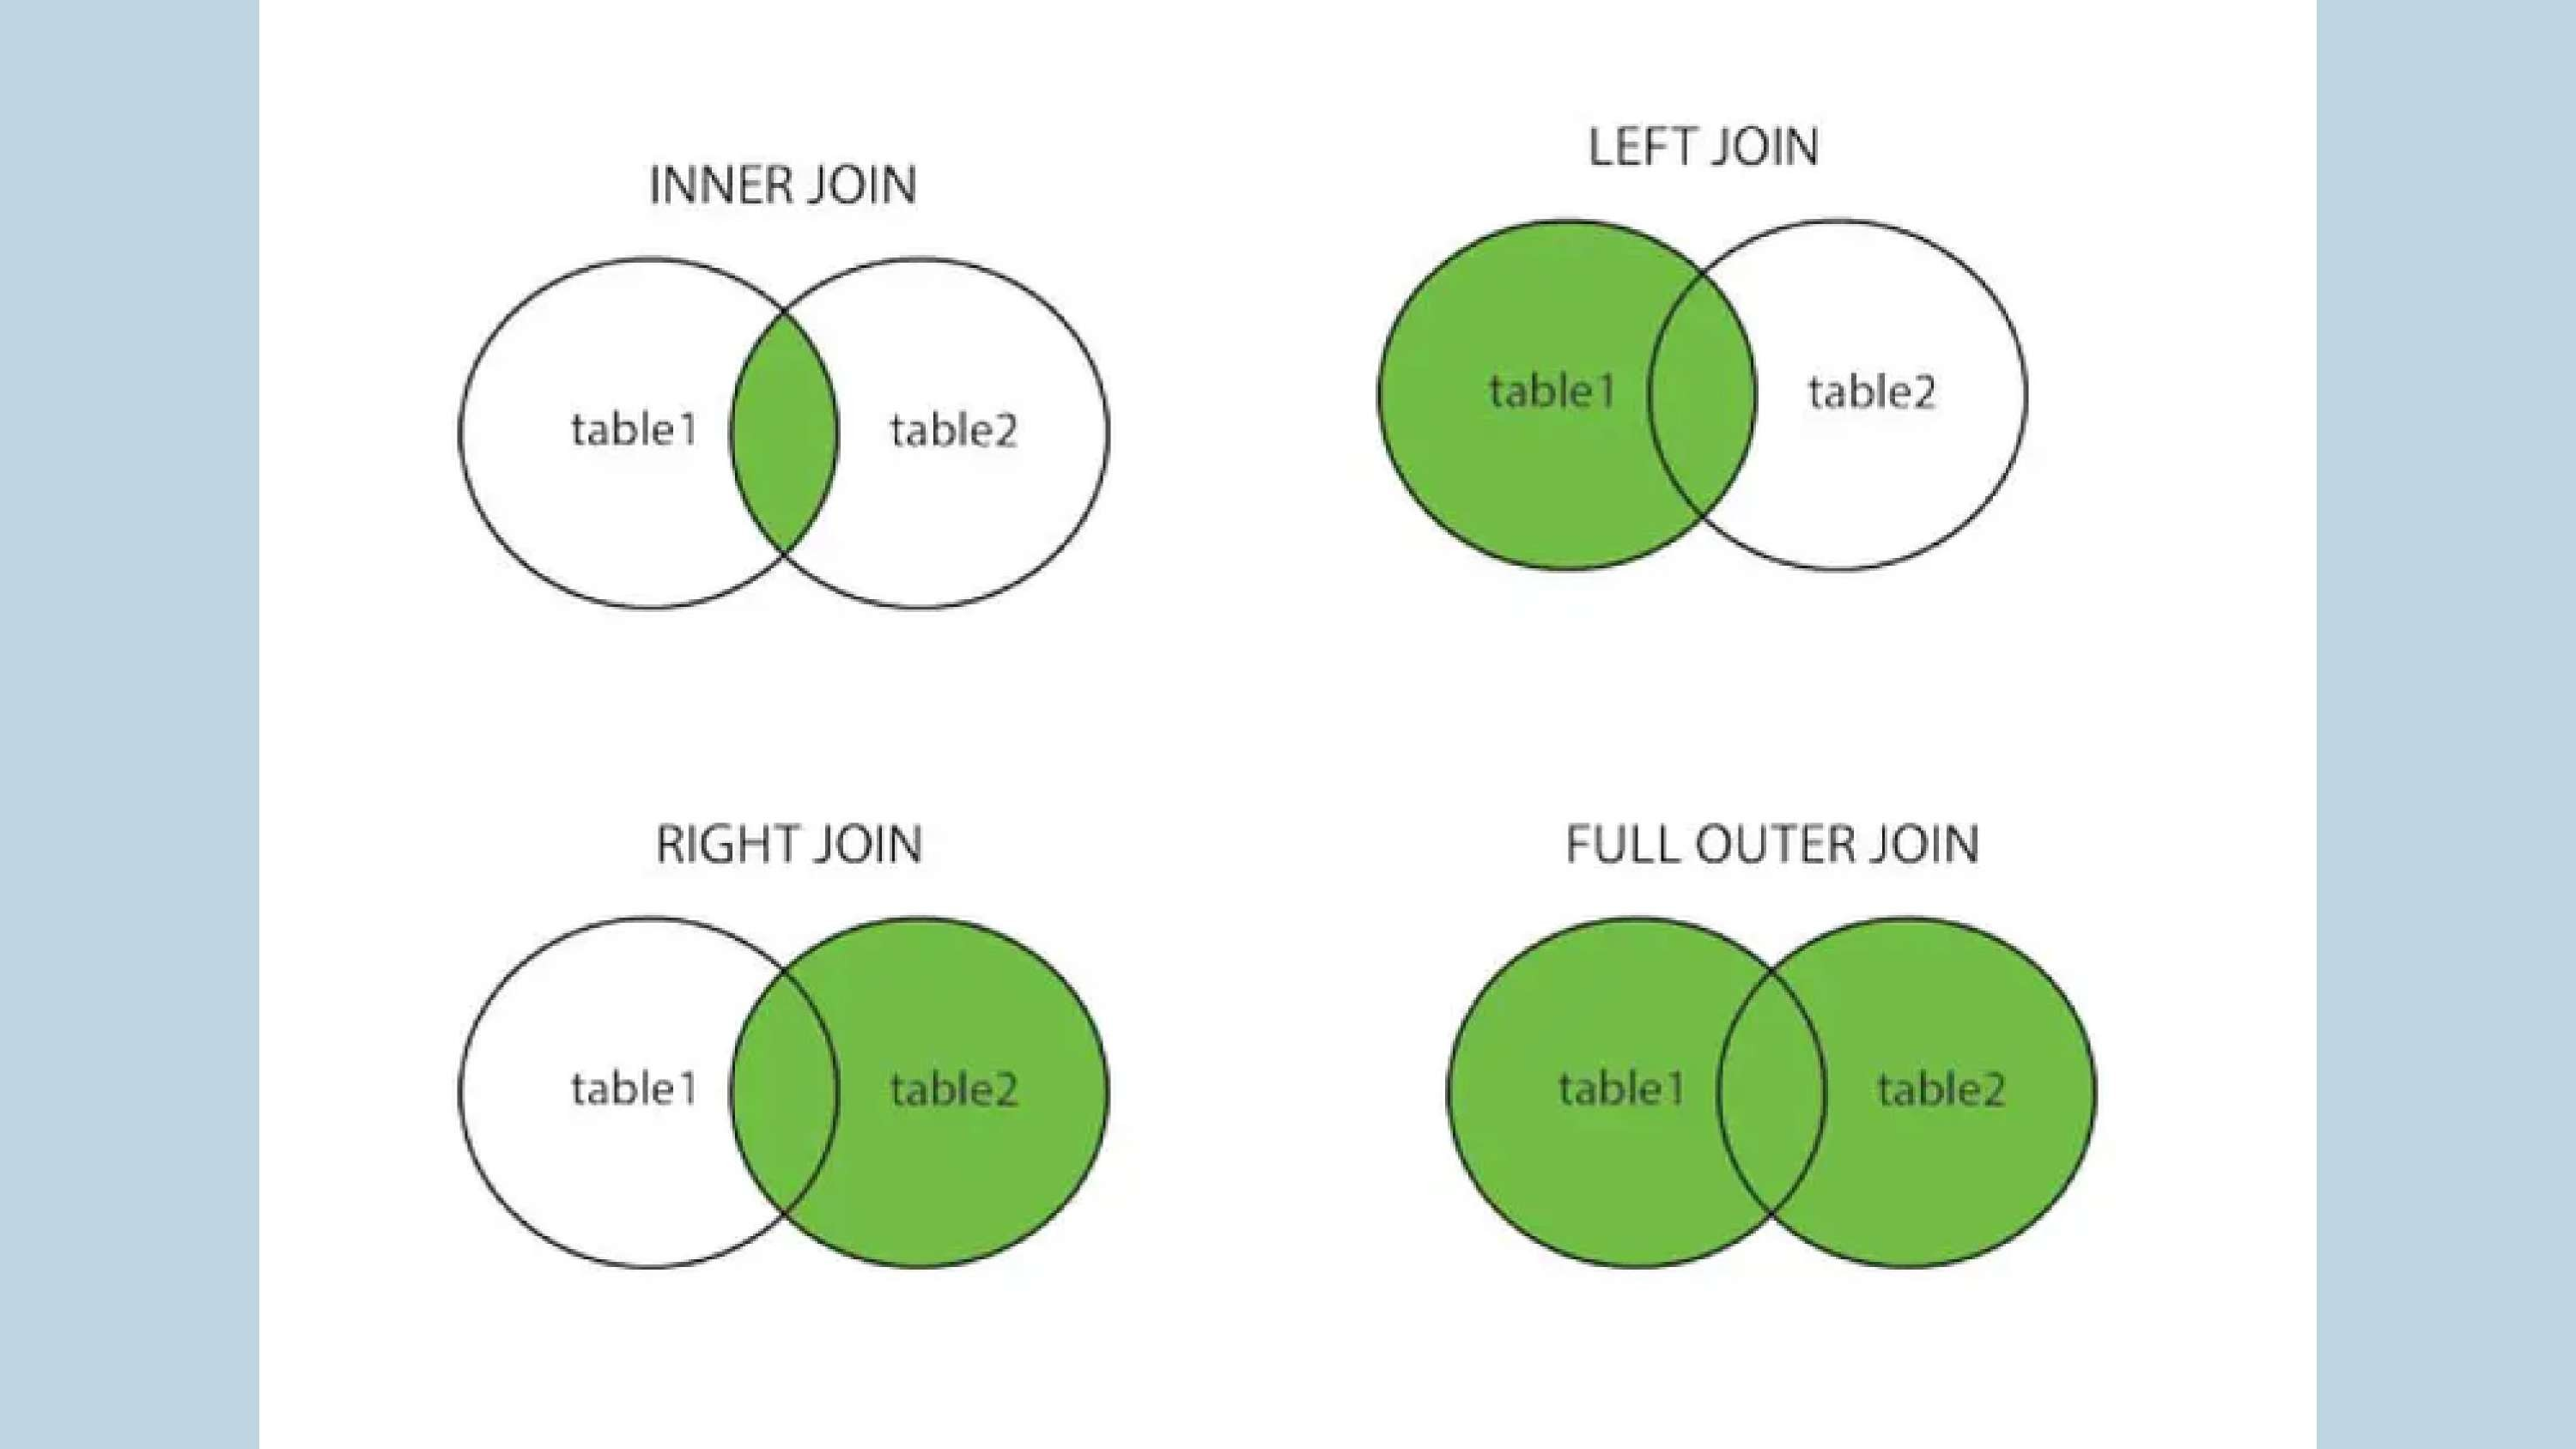 INNER JOIN
table1
table2
LEFT JOIN
table1
table2
RIGHT JOIN
table1
table2
FULL OUTER JOIN
table1
table2